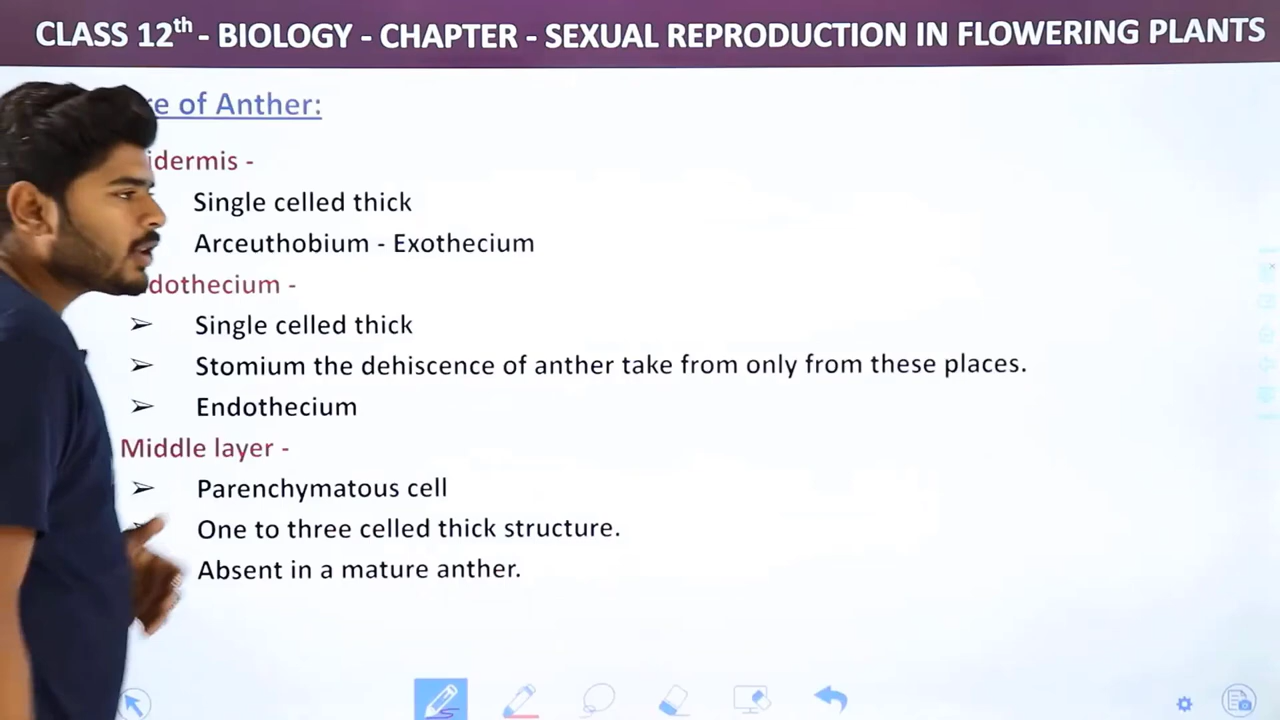 CLASS 12th - BIOLOGY - CHAPTER - SEXUAL REPRODUCTION IN FLOWERING PLANTS
of Anther:
Single celled thick
Arceuthobium - Exothecium
Single celled thick
Stomium the dehiscence of anther take from only from these places.
Endothecium
Middle layer -
Parenchymatous cell
One to three celled thick structure.
Absent in a mature anther.